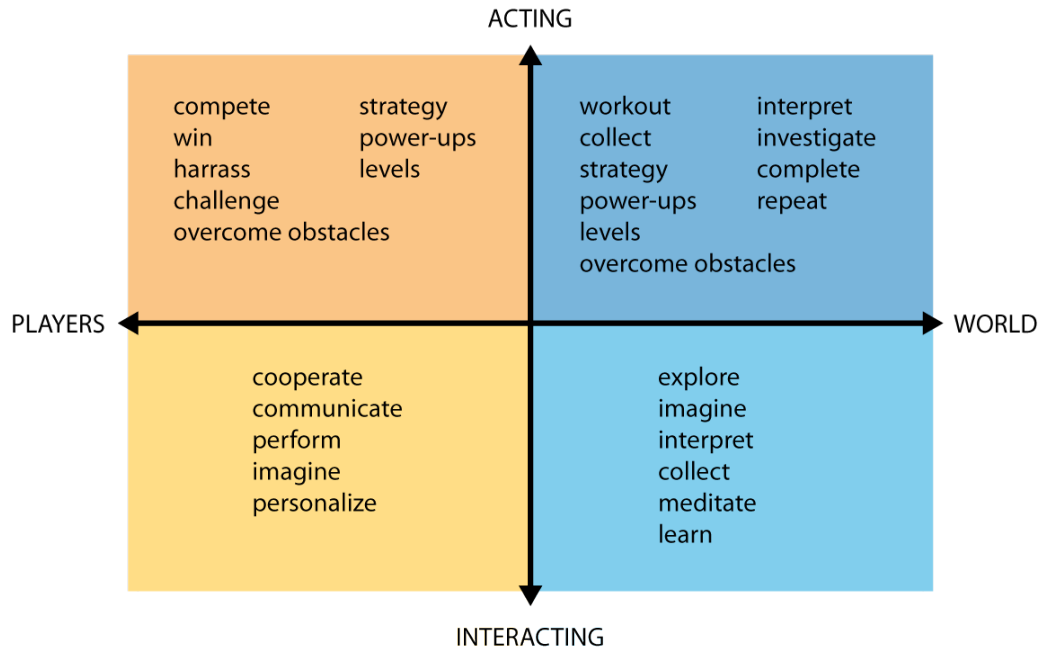 ACTING
compete
win
harrass
challenge
overcome obstacles
strategy
power-ups
levels
workout
collect
strategy
power-ups
levels
overcome obstacles
interpret
investigate
complete
repeat
PLAYERS
WORLD
cooperate
communicate
perform
imagine
personalize
explore
imagine
interpret
collect
meditate
learn
INTERACTING